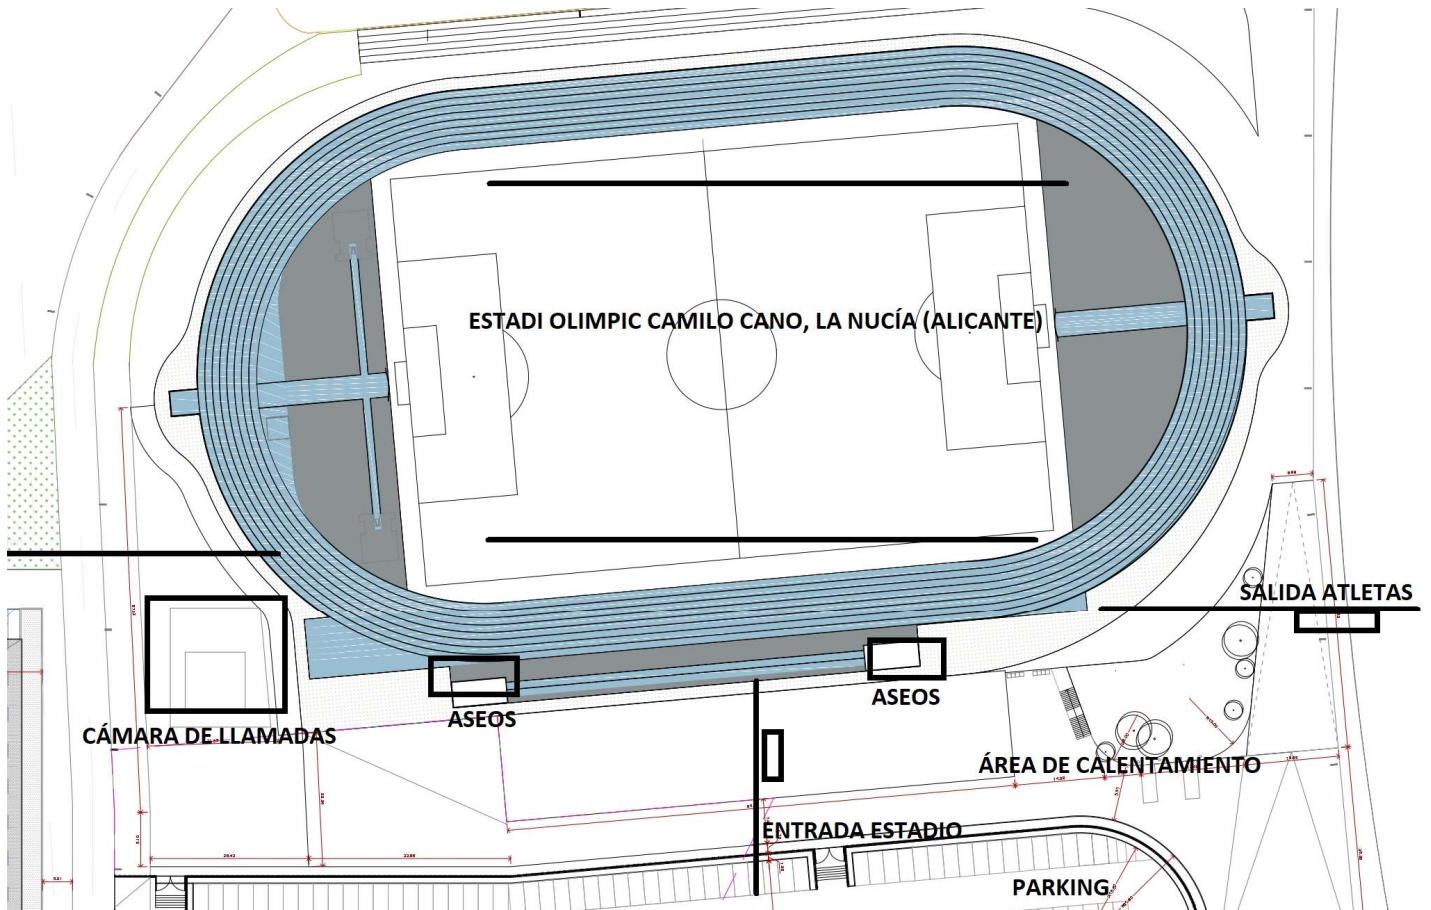 ESTADI OLIMPIC CAMILO CANO, LA NUCÍA (ALICANTE)
SALIDA ATLETAS
ASEOS
ASEOS
CÁMARA DE LLAMADAS
ÁREA DE CALENTAMIENTO
ENTRADA ESTADIO
PARKING